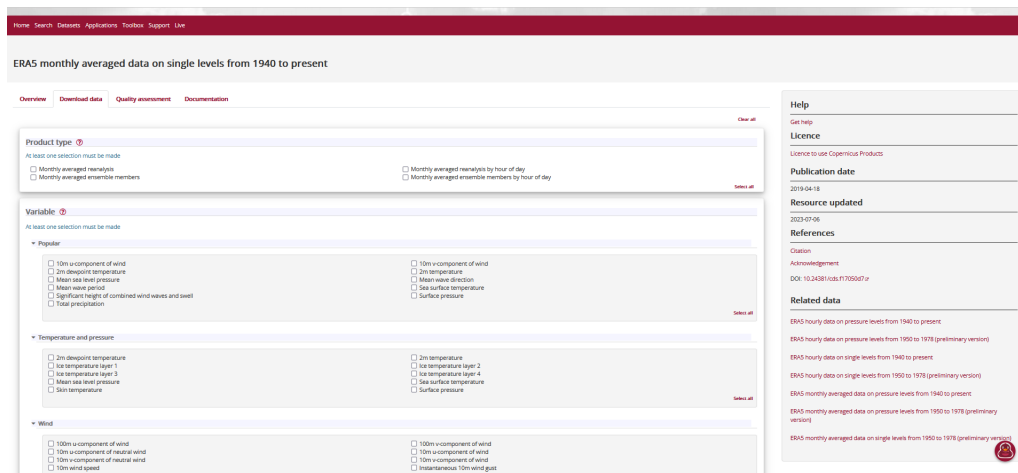 Home Search Datasets Applications Toolbox Support Live
ERA5 monthly averaged data on single levels from 1940 to present
Overview Download data Quality assessment Documentation
Clear all
Product type ?
At least one selection must be made
Monthly averaged reanalysis Monthly averaged reanalysis by hour of day
Monthly averaged ensemble members Monthly averaged ensemble members by hour of day
Select all
Variable ?
At least one selection must be made
Popular
10m u-component of wind 10m v-component of wind
2m dewpoint temperature 2m temperature
Mean sea level pressure Mean wave direction
Mean wave period Sea surface temperature
Significant height of combined wind waves and swell Surface pressure
Total precipitation
Select all
Temperature and pressure
2m dewpoint temperature 2m temperature
Ice temperature layer 1 Ice temperature layer 2
Ice temperature layer 3 Ice temperature layer 4
Mean sea level pressure Sea surface temperature
Skin temperature Surface pressure
Select all
Wind
100m u-component of wind 100m v-component of wind
10m u-component of neutral wind 10m u-component of wind
10m v-component of neutral wind 10m v-component of wind
10m wind speed Instantaneous 10m wind gust
Help
Get help
Licence
Licence to use Copernicus Products
Publication date
2019-04-18
Resource updated
2023-07-06
References
Citation
Acknowledgement
DOI: 10.24381/cds.f17050d7
Related data
ERA5 hourly data on pressure levels from 1940 to present
ERA5 hourly data on pressure levels from 1950 to 1978 (preliminary version)
ERA5 hourly data on single levels from 1940 to present
ERA5 hourly data on single levels from 1950 to 1978 (preliminary version)
ERA5 monthly averaged data on pressure levels from 1940 to present
ERA5 monthly averaged data on pressure levels from 1950 to 1978 (preliminary
version)
ERA5 monthly averaged data on single levels from 1950 to 1978 (preliminary version)